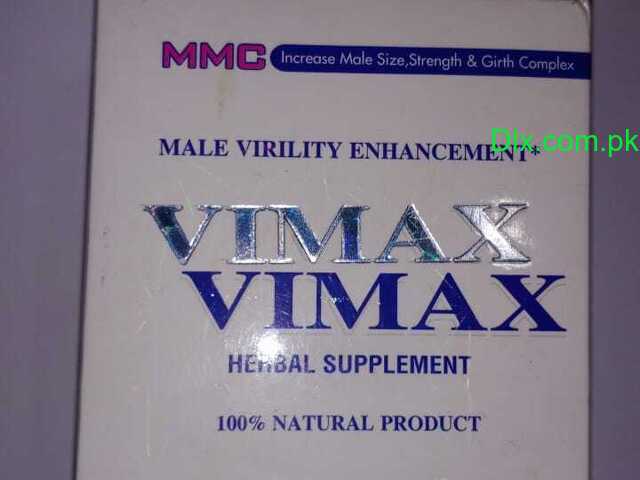 MMC Increase Male Size,Strength & Girth Complex
MALE VIRILITY ENHANCEMENT*
Dlx.com.pk
VIMAX
VIMAX
HERBAL SUPPLEMENT
100% NATURAL PRODUCT